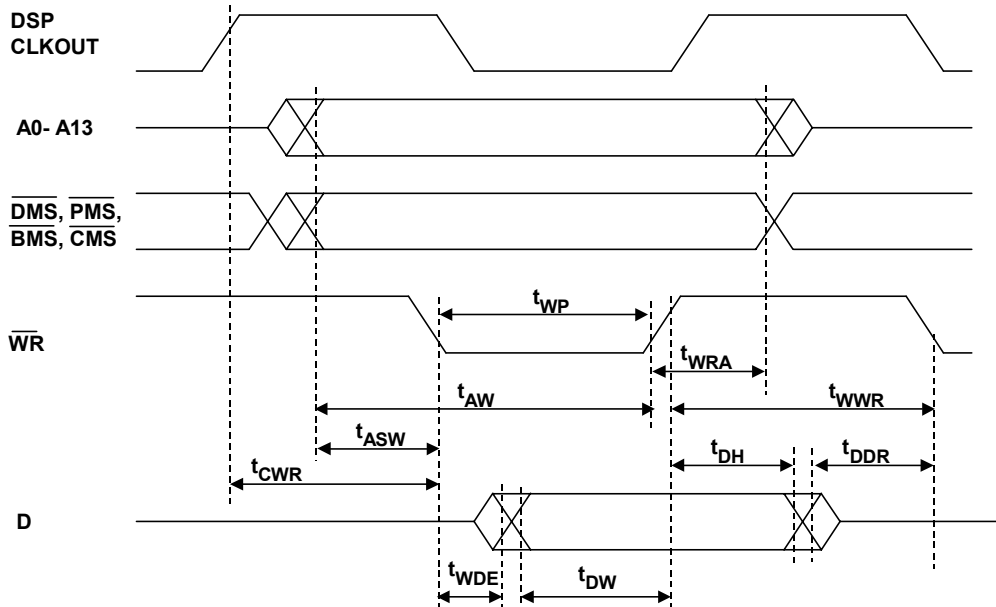 DSP
CLKOUT
A0- A13
DMS, PMS,
BMS, CMS
WR
tWP
tWRA
tAW
tWWR
tASW
tDH
tDDR
tCWR
D
tWDE
tDW